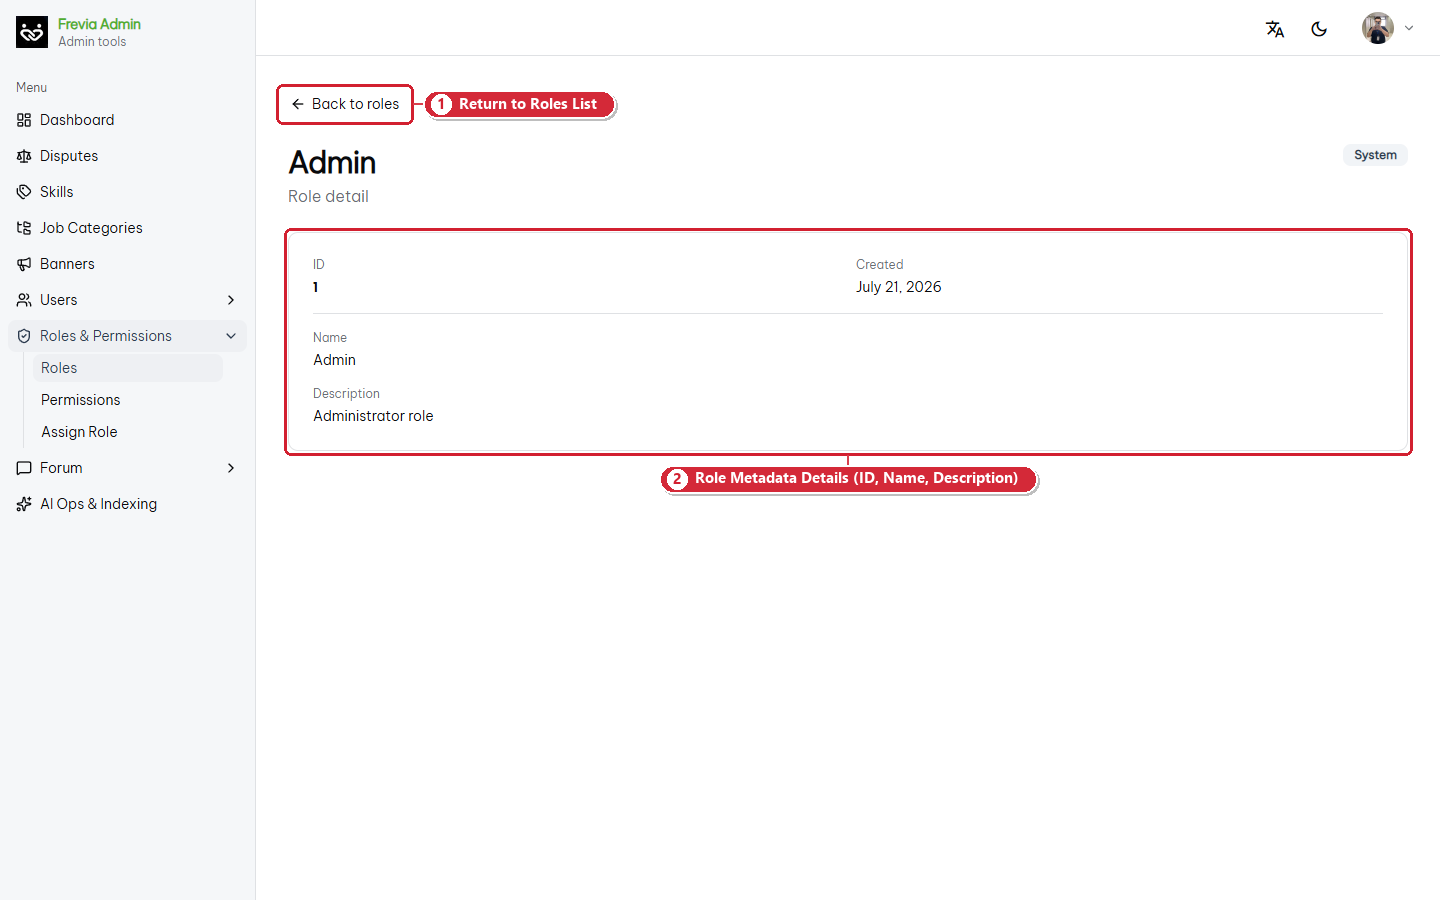 Frevia Admin
Admin tools
Menu
Dashboard
Disputes
Skills
Job Categories
Banners
Users
Roles & Permissions
Roles
Permissions
Assign Role
Forum
AI Ops & Indexing
Back to roles
1 Return to Roles List
Admin
System
Role detail
ID
1
Created
July 21, 2026
Name
Admin
Description
Administrator role
2 Role Metadata Details (ID, Name, Description)